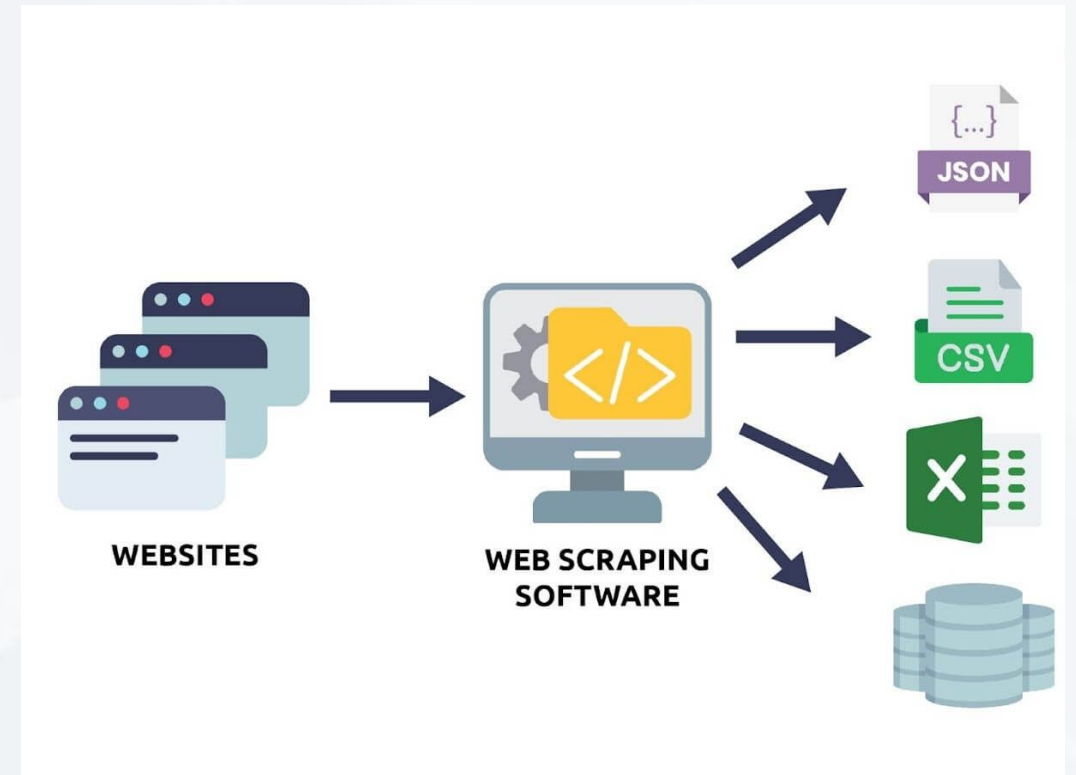 WEBSITES
</>
WEB SCRAPING
SOFTWARE
{...}
JSON
CSV
X